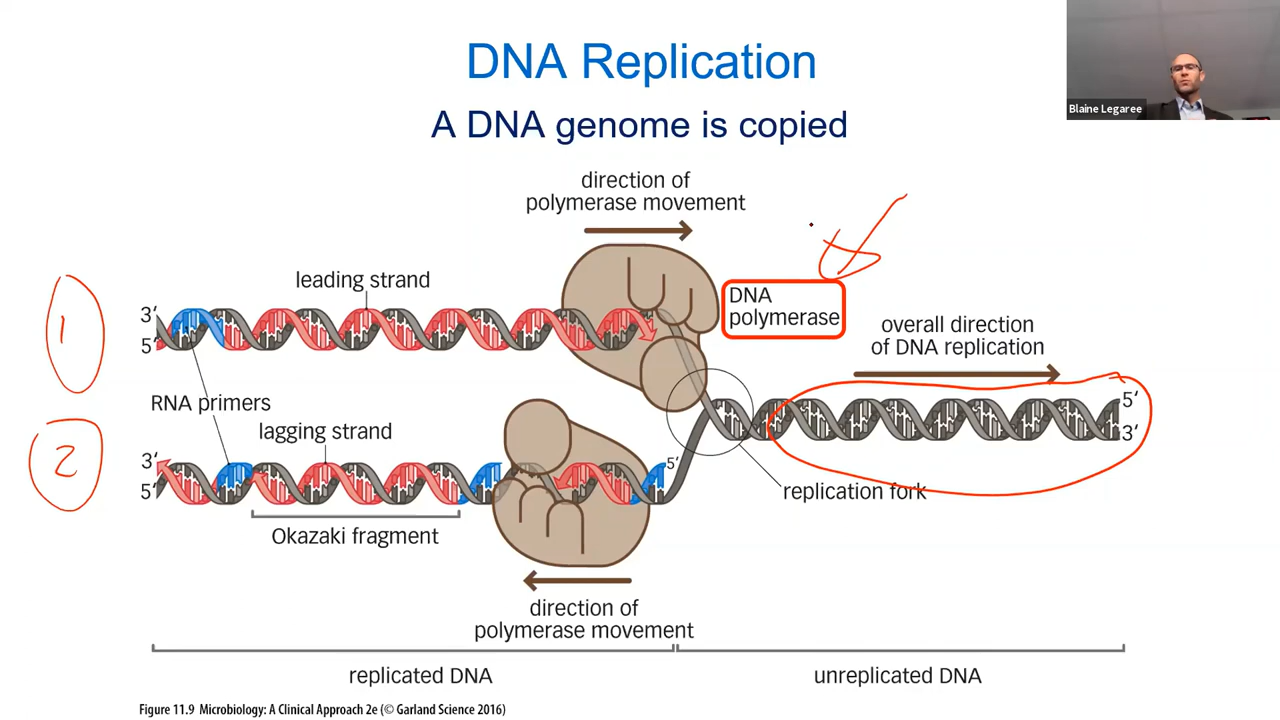 DNA Replication
Blaine Legaree
A DNA genome is copied
direction of
polymerase movement
leading strand
DNA
polymerase
overall direction
of DNA replication
1
3‘
5‘
RNA primers
lagging strand
5‘
3‘
2
3‘
5‘
5‘
replication fork
Okazaki fragment
direction of
polymerase movement
replicated DNA
unreplicated DNA
Figure 11.9 Microbiology: A Clinical Approach 2e (© Garland Science 2016)